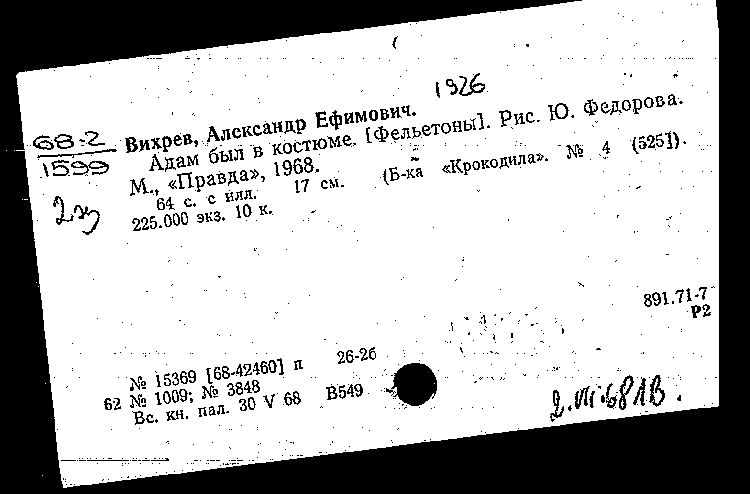 1926
68-2
1599
2 экз
Вихрев, Александр Ефимович.
Адам был в костюме. [Фельетоны]. Рис. Ю. Федорова.
М., «Правда», 1968.
64 с. с илл. 17 см. (Б-ка «Крокодила». № 4 (525)).
225.000 экз. 10 к.
891.71-7
Р2
№ 15369 [68-42460] п 26-26
62 № 1009; № 3848
Вс. кн. пал. 30 V 68 В549